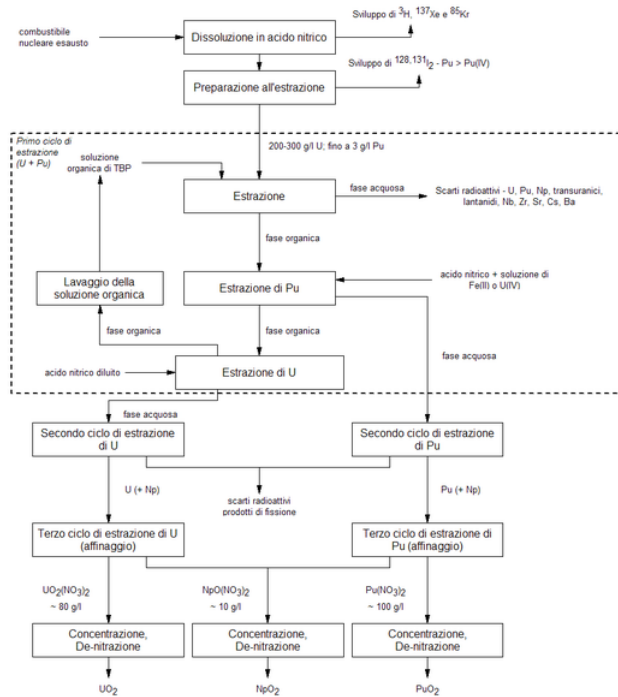 Sviluppo di ³H, ¹³⁷Xe e ⁸⁵Kr
combustibile
nucleare esausto
Dissoluzione in acido nitrico
Sviluppo di ¹²⁸,¹³¹I₂ - Pu > Pu(IV)
Preparazione all'estrazione
Primo ciclo di
estrazione
(U + Pu)
200-300 g/l U; fino a 3 g/l Pu
soluzione
organica di TBP
Estrazione
fase acquosa
Scarti radioattivi - U, Pu, Np, transuranici,
lantanidi, Nb, Zr, Sr, Cs, Ba
fase organica
Lavaggio della
soluzione organica
Estrazione di Pu
acido nitrico + soluzione di
Fe(II) o U(IV)
fase organica
fase organica
fase acquosa
acido nitrico diluito
Estrazione di U
fase acquosa
Secondo ciclo di estrazione
di U
Secondo ciclo di estrazione
di Pu
U (+ Np)
scarti radioattivi
prodotti di fissione
Pu (+ Np)
Terzo ciclo di estrazione di U
(affinaggio)
Terzo ciclo di estrazione di
Pu (affinaggio)
UO₂(NO₃)₂
~ 80 g/l
NpO(NO₃)₂
~ 10 g/l
Pu(NO₃)₂
~ 100 g/l
Concentrazione,
De-nitrazione
Concentrazione,
De-nitrazione
Concentrazione,
De-nitrazione
UO₂
NpO₂
PuO₂